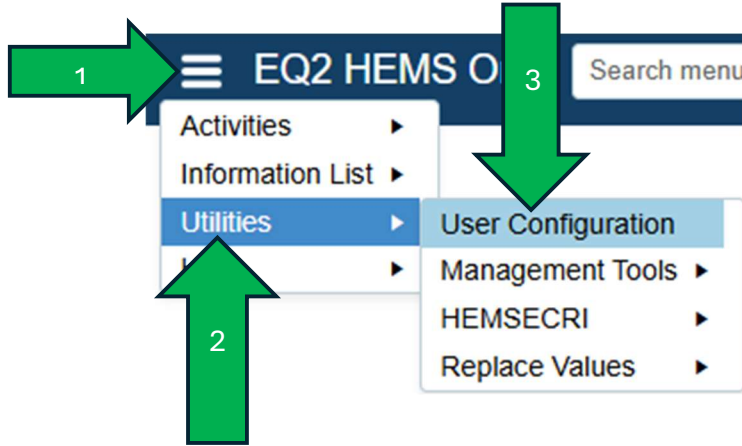 1
EQ2 HEMS O
3
Search menu
Activities
Information List
Utilities
User Configuration
Management Tools
HEMSECRI
Replace Values
2